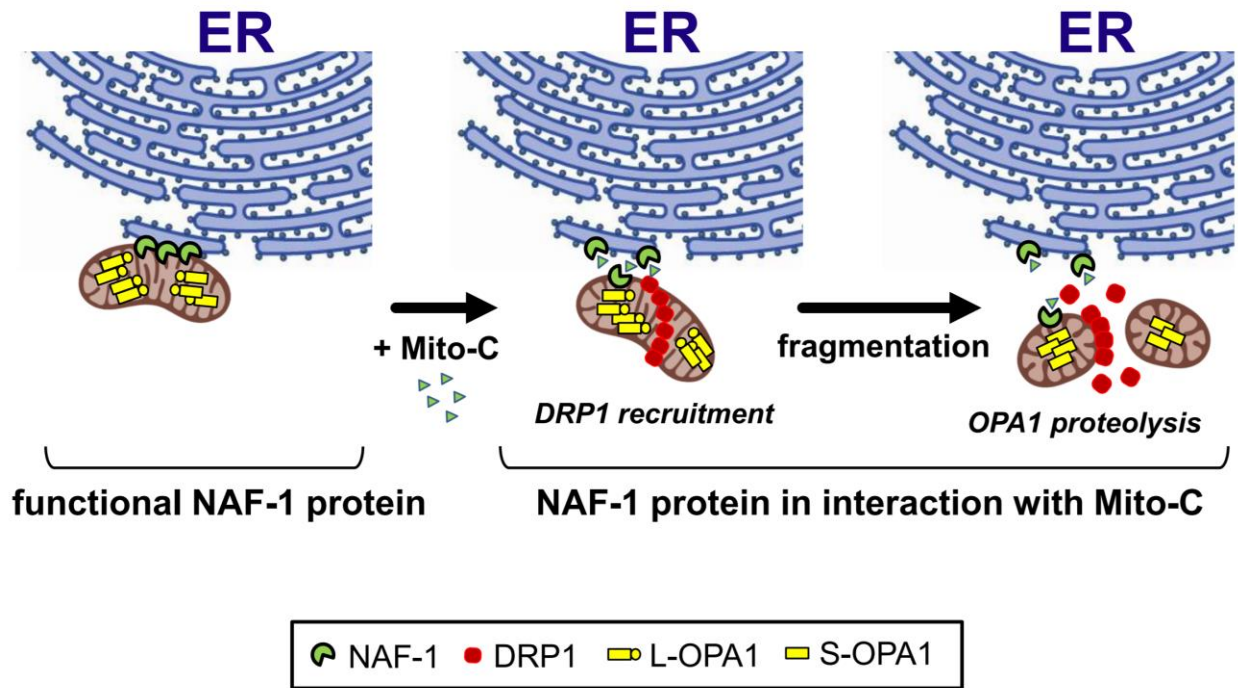 ER
ER
ER
+ Mito-C
DRP1 recruitment
fragmentation
OPA1 proteolysis
functional NAF-1 protein
NAF-1 protein in interaction with Mito-C
NAF-1
DRP1
L-OPA1
S-OPA1